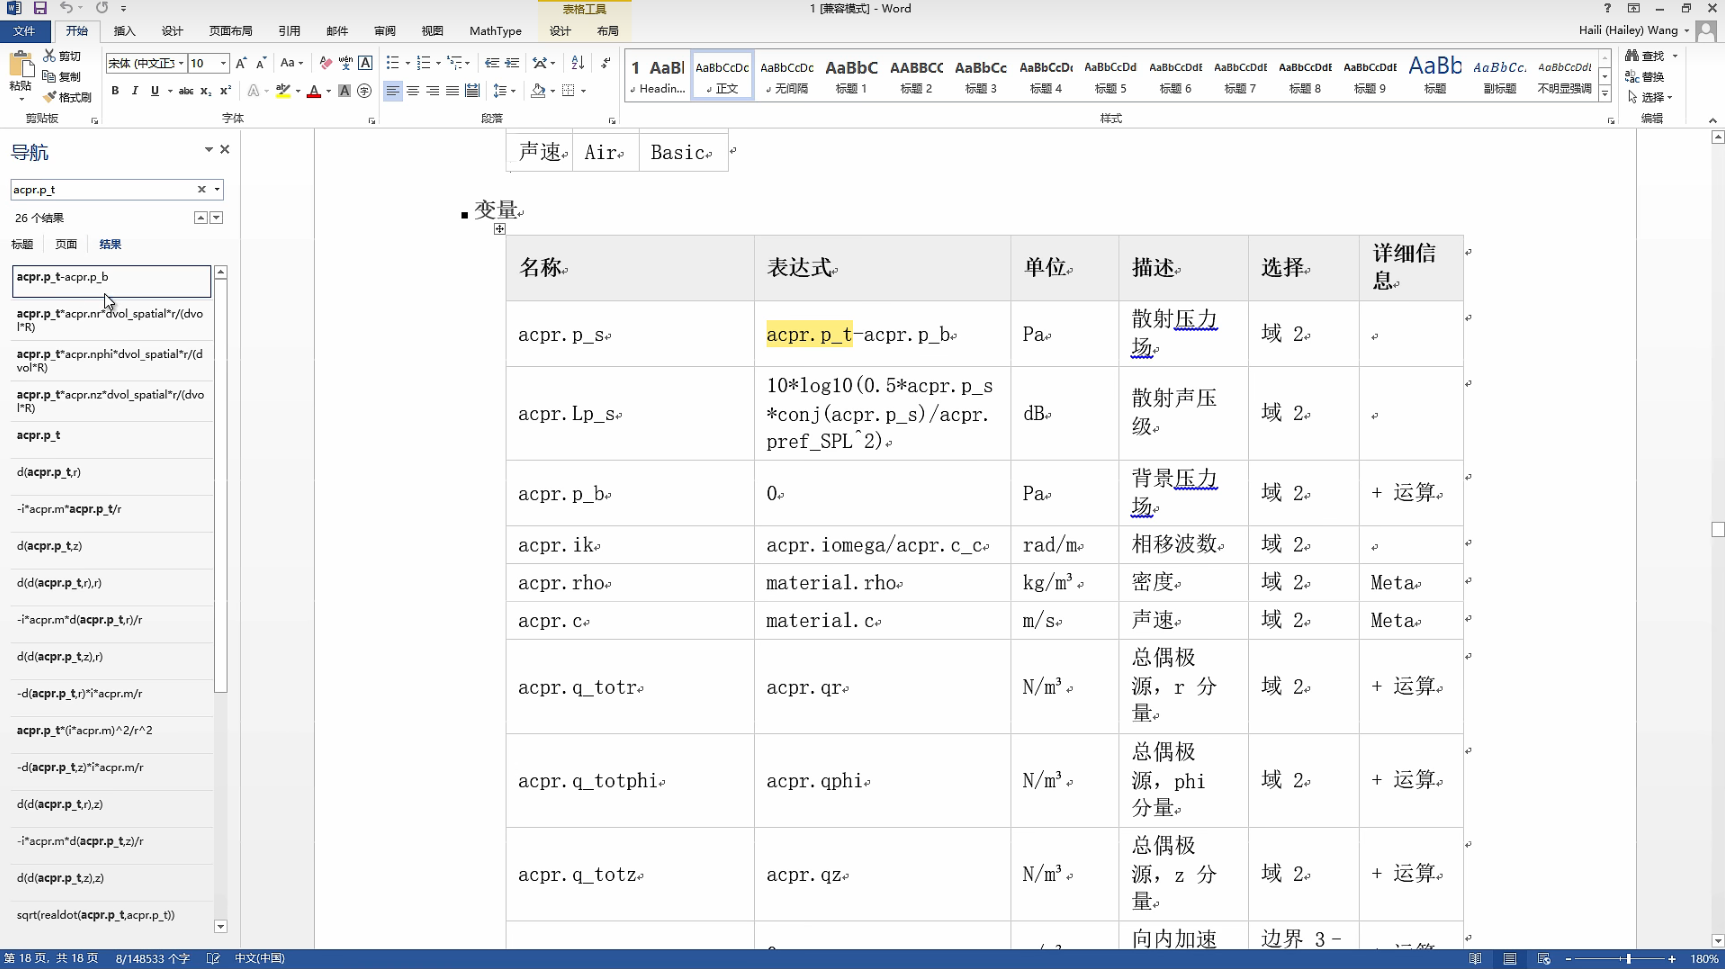 1 [兼容模式] - Word
表格工具
文件 开始 插入 设计 页面布局 引用 邮件 审阅 视图 MathType 设计 布局
Haili (Hailey) Wang
粘贴 剪切 复制 格式刷
剪贴板
宋体 (中文正 10
字体
段落
1 AaBl AaBbCcDc AaBbCcDc AaBbC AABBCC AaBbCc AaBbCcDc AaBbCcDd AaBbCcDdE AaBbCcDdE AaBbCcDdE AaBbCcDdE AaBb AaBbCc. AaBbCcDdl
Headin... 正文 无间隔 标题 1 标题 2 标题 3 标题 4 标题 5 标题 6 标题 7 标题 8 标题 9 标题 副标题 不明显强调
样式
查找
替换
选择
编辑
导航
acpr.p_t
26 个结果
标题 页面 结果
acpr.p_t-acpr.p_b
acpr.p_t*acpr.nr*dvol_spatial*r/(dvo
l*R)
acpr.p_t*acpr.nphi*dvol_spatial*r/(d
vol*R)
acpr.p_t*acpr.nz*dvol_spatial*r/(dvo
l*R)
acpr.p_t
d(acpr.p_t,r)
-i*acpr.m*acpr.p_t/r
d(acpr.p_t,z)
d(d(acpr.p_t,r),r)
-i*acpr.m*d(acpr.p_t,r)/r
d(d(acpr.p_t,z),r)
-d(acpr.p_t,r)*i*acpr.m/r
acpr.p_t*(i*acpr.m)^2/r^2
-d(acpr.p_t,z)*i*acpr.m/r
d(d(acpr.p_t,r),z)
-i*acpr.m*d(acpr.p_t,z)/r
d(d(acpr.p_t,z),z)
sqrt(realdot(acpr.p_t,acpr.p_t))
声速 Air Basic
变量
名称 表达式 单位 描述 选择 详细信
息
acpr.p_s acpr.p_t-acpr.p_b Pa 散射压力
场 域 2
acpr.Lp_s 10*log10(0.5*acpr.p_s
*conj(acpr.p_s)/acpr.
pref_SPL^2) dB 散射声压
级 域 2
acpr.p_b 0 Pa 背景压力
场 域 2 + 运算
acpr.ik acpr.iomega/acpr.c_c rad/m 相移波数 域 2
acpr.rho material.rho kg/m³ 密度 域 2 Meta
acpr.c material.c m/s 声速 域 2 Meta
acpr.q_totr acpr.qr N/m³ 总偶极
源, r 分
量 域 2 + 运算
acpr.q_totphi acpr.qphi N/m³ 总偶极
源, phi
分量 域 2 + 运算
acpr.q_totz acpr.qz N/m³ 总偶极
源, z 分
量 域 2 + 运算
向内加速 边界 3-
第 18 页, 共 18 页 8/148533 个字 中文(中国) 180%